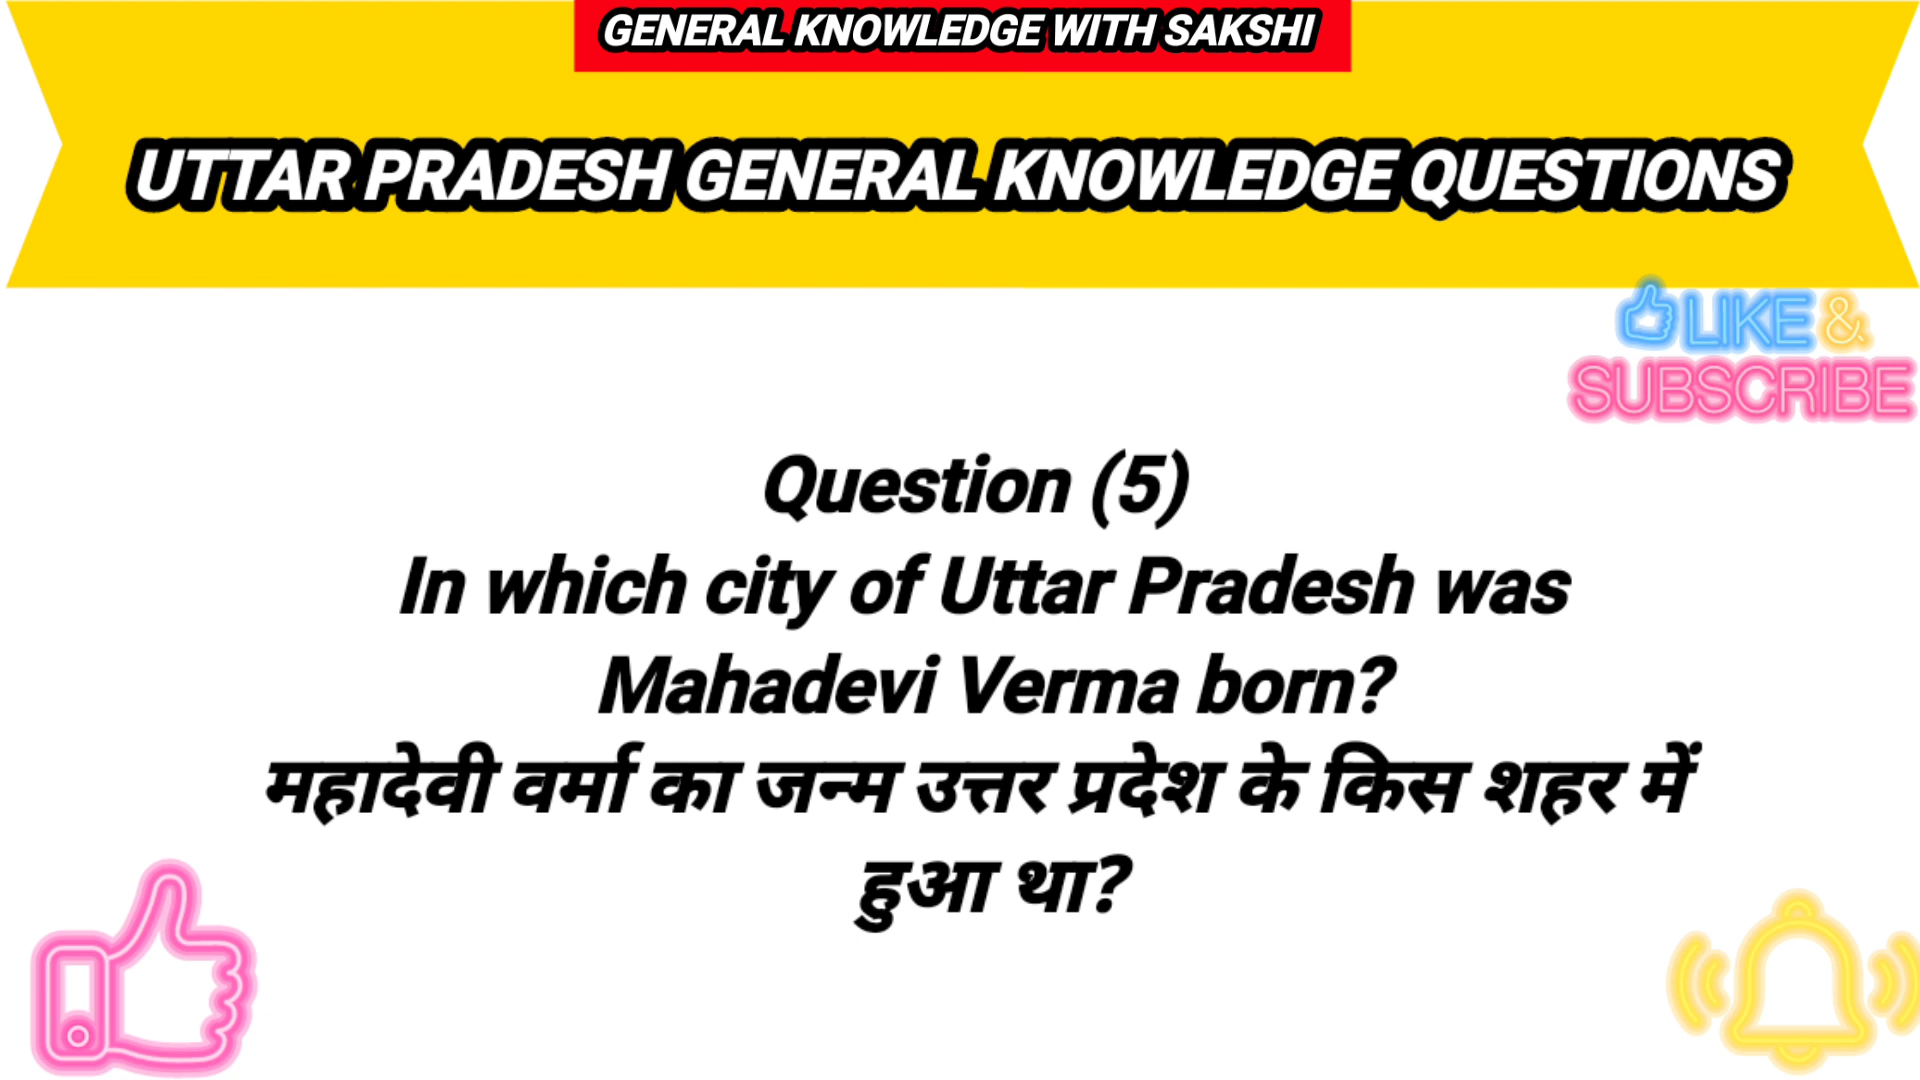 GENERAL KNOWLEDGE WITH SAKSHI
UTTAR PRADESH GENERAL KNOWLEDGE QUESTIONS
LIKE &
SUBSCRIBE
Question (5)
In which city of Uttar Pradesh was
Mahadevi Verma born?
महादेवी वर्मा का जन्म उत्तर प्रदेश के किस शहर में
हुआ था?